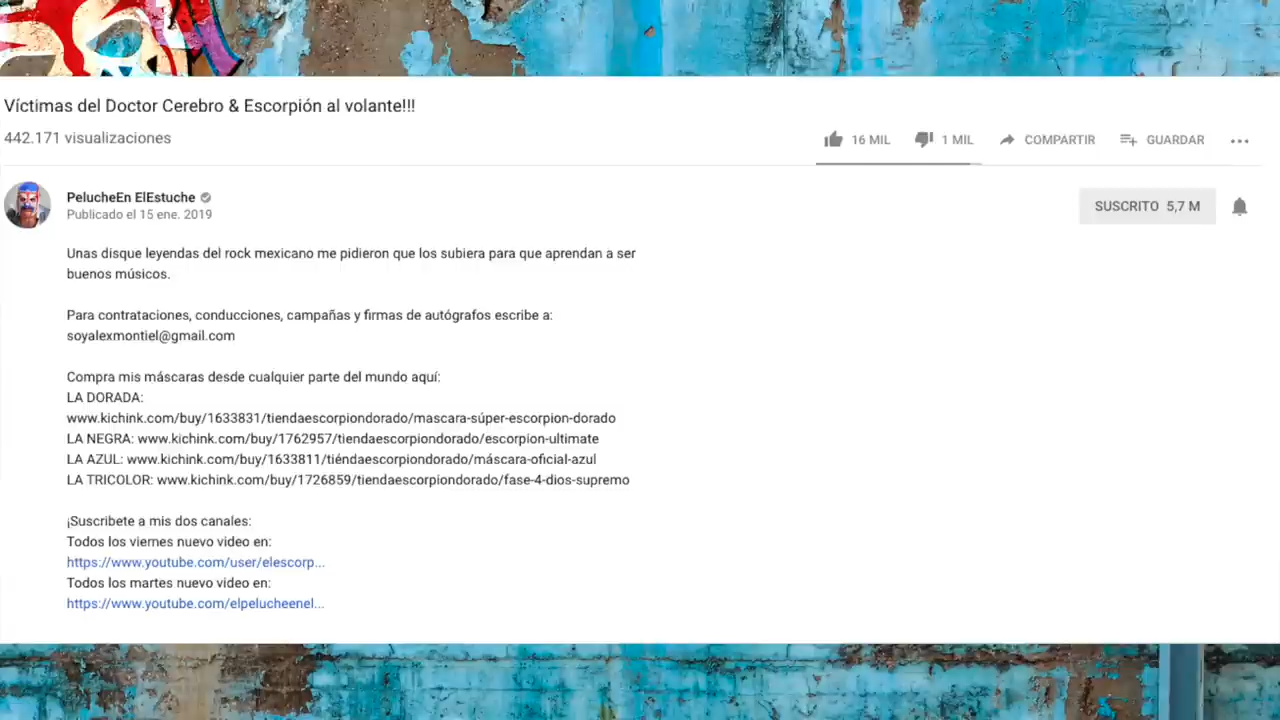 Víctimas del Doctor Cerebro & Escorpión al volante!!!
442.171 visualizaciones
16 MIL 1 MIL COMPARTIR GUARDAR
PelucheEn ElEstuche
Publicado el 15 ene. 2019
SUSCRITO 5,7 M
Unas disque leyendas del rock mexicano me pidieron que los subiera para que aprendan a ser
buenos músicos.
Para contrataciones, conducciones, campañas y firmas de autógrafos escribe a:
soyalexmontiel@gmail.com
Compra mis máscaras desde cualquier parte del mundo aquí:
LA DORADA:
www.kichink.com/buy/1633831/tiendaescorpiondorado/mascara-súper-escorpion-dorado
LA NEGRA: www.kichink.com/buy/1762957/tiendaescorpiondorado/escorpion-ultimate
LA AZUL: www.kichink.com/buy/1633811/tiéndaescorpiondorado/máscara-oficial-azul
LA TRICOLOR: www.kichink.com/buy/1726859/tiendaescorpiondorado/fase-4-dios-supremo
¡Suscribete a mis dos canales:
Todos los viernes nuevo video en:
https://www.youtube.com/user/elescorp...
Todos los martes nuevo video en:
https://www.youtube.com/elpelucheenel...